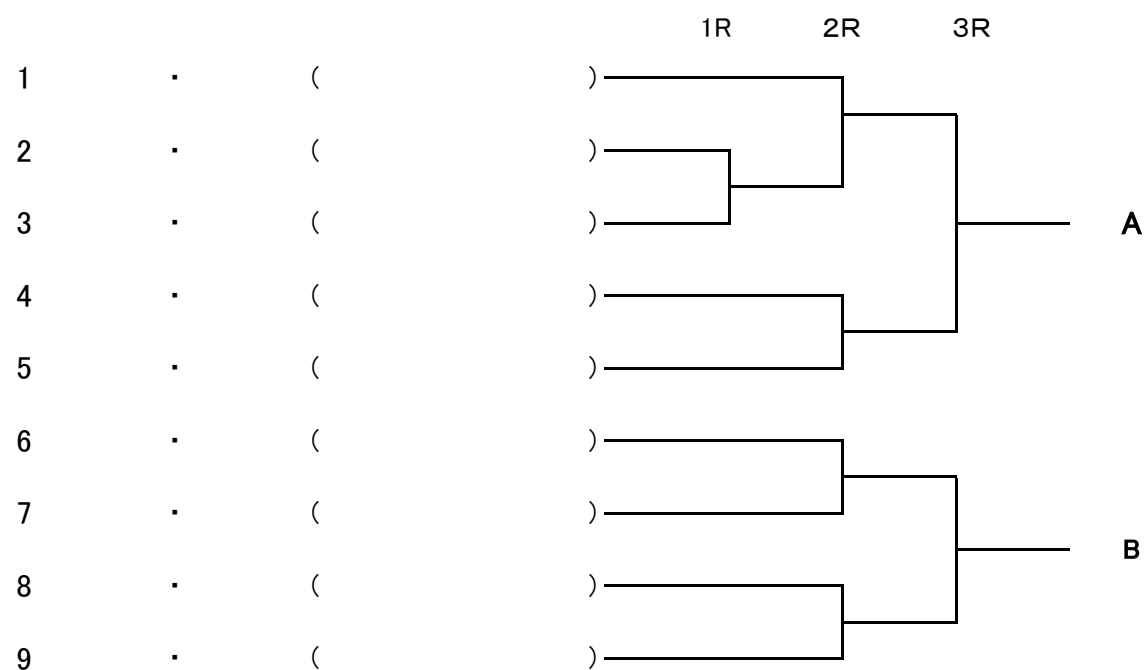 1R 2R 3R
1 ・ ( )
2 ・ ( )
3 ・ ( )
A
4 ・ ( )
5 ・ ( )
6 ・ ( )
7 ・ ( )
B
8 ・ ( )
9 ・ ( )